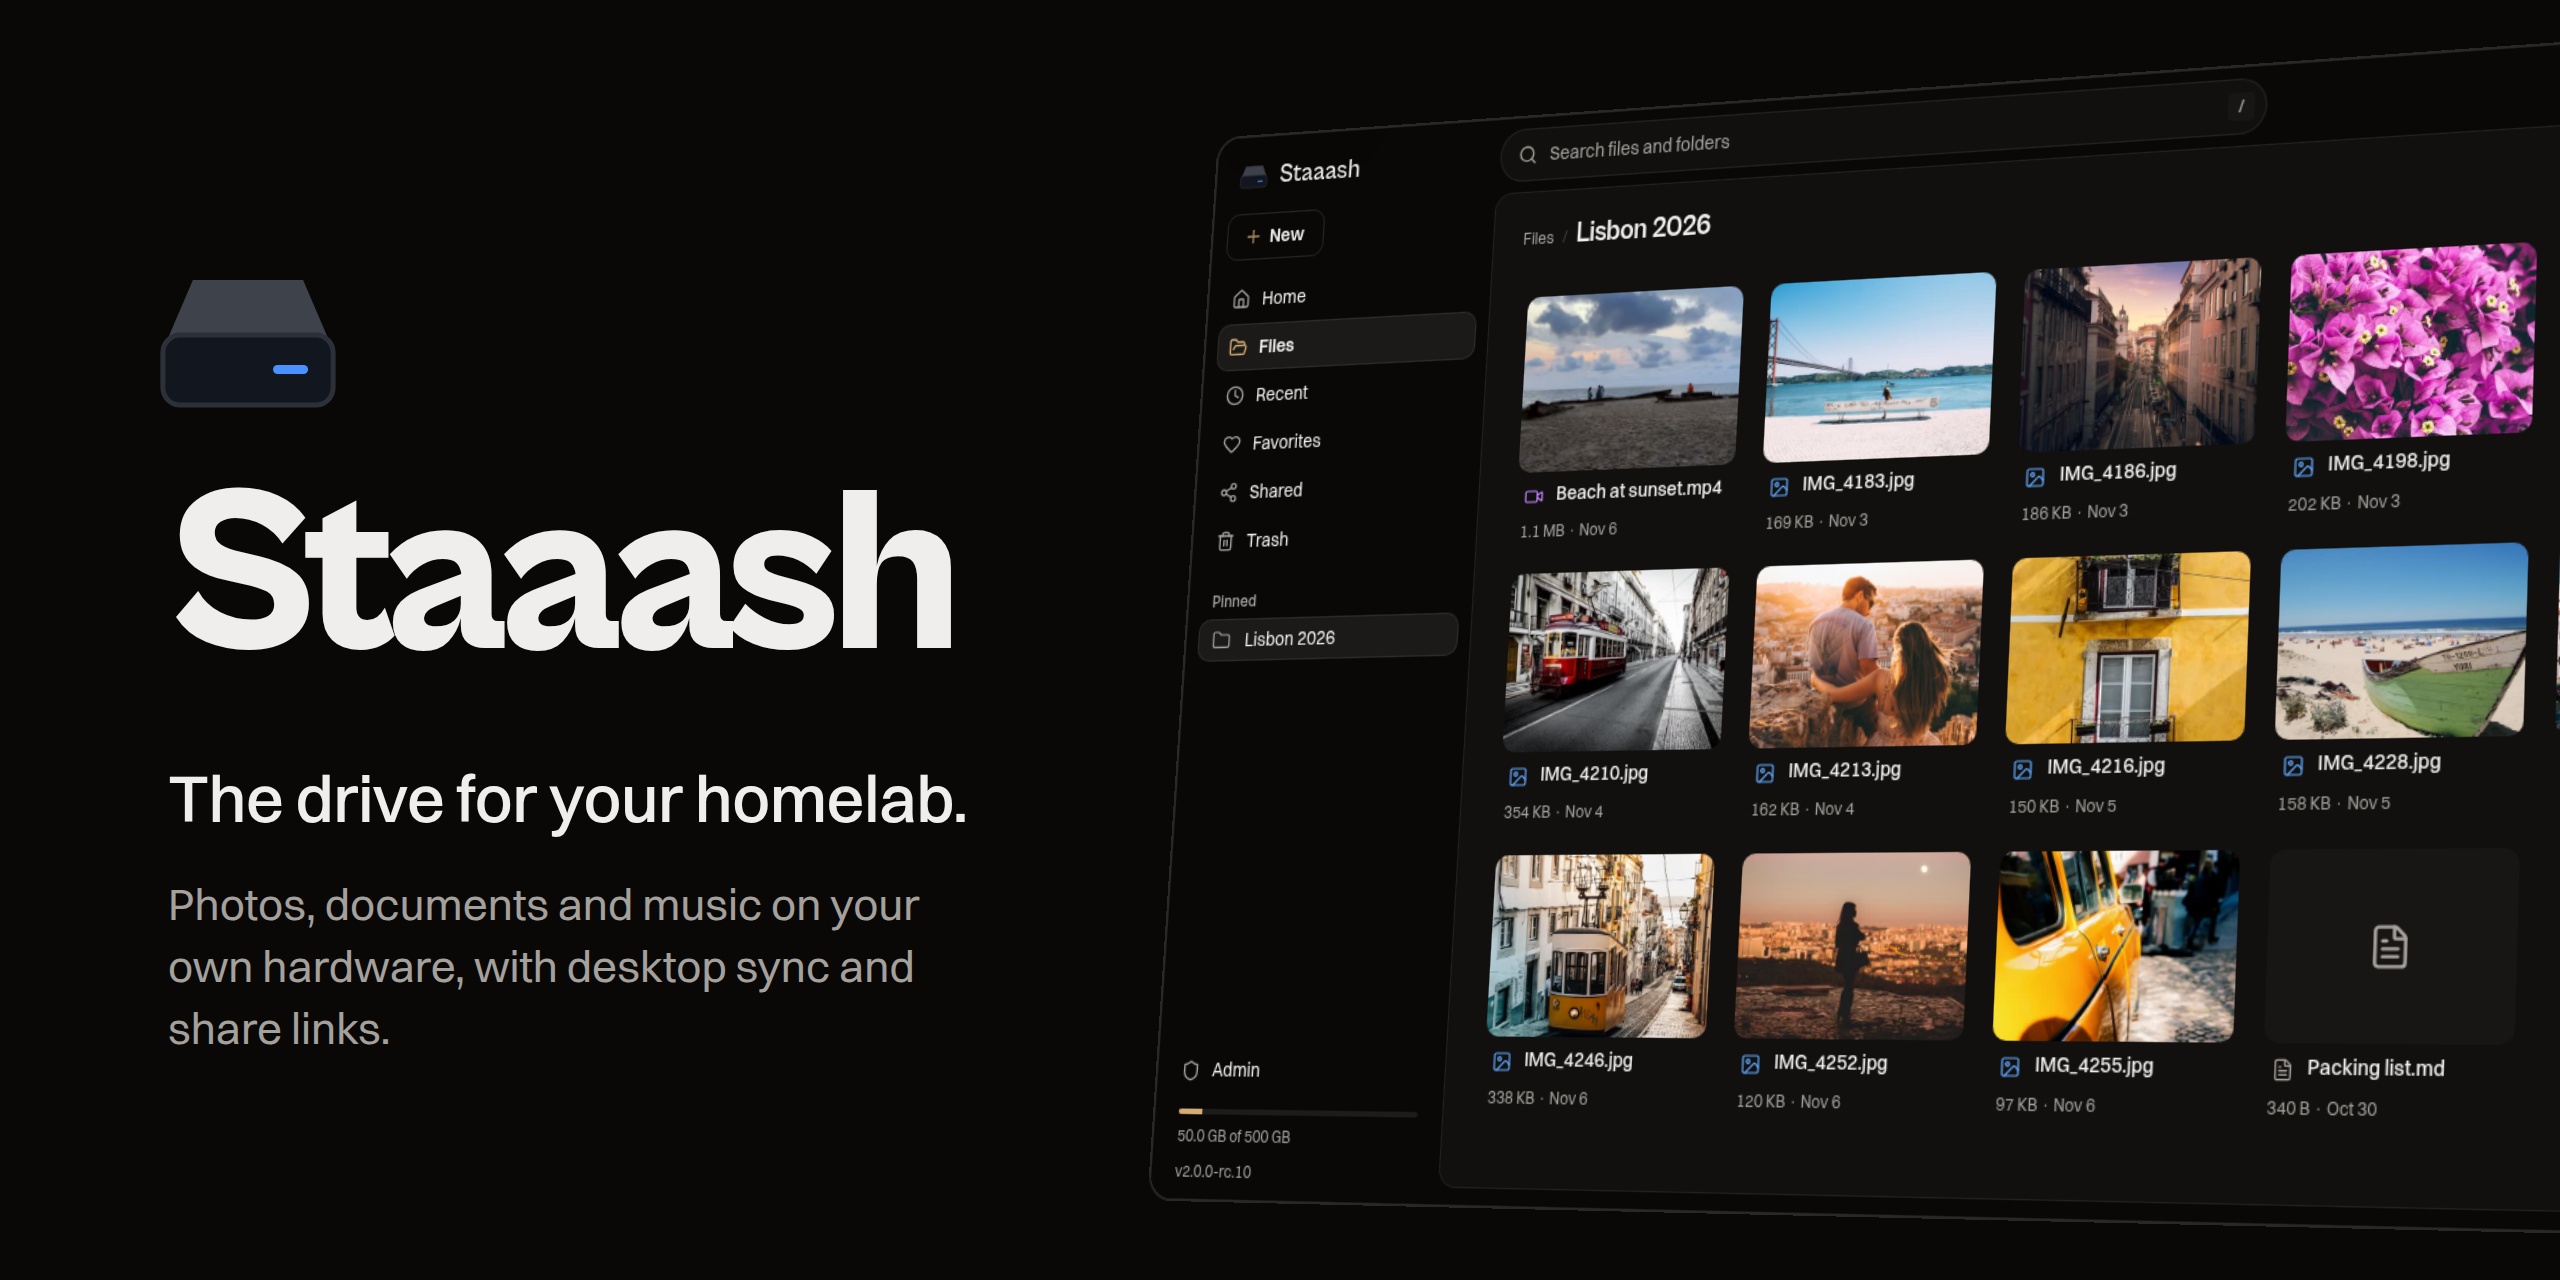 Staaash
The drive for your homelab.
Photos, documents and music on your
own hardware, with desktop sync and
share links.
Staaash
New
Home
Files
Recent
Favorites
Shared
Trash
Pinned
Lisbon 2026
Admin
50.0 GB of 500 GB
v2.0.0-rc.10
Search files and folders
/
Files / Lisbon 2026
Beach at sunset.mp4
1.1 MB · Nov 6
IMG_4183.jpg
169 KB · Nov 3
IMG_4186.jpg
186 KB · Nov 3
IMG_4198.jpg
202 KB · Nov 3
IMG_4210.jpg
354 KB · Nov 4
IMG_4213.jpg
162 KB · Nov 4
IMG_4216.jpg
150 KB · Nov 5
IMG_4228.jpg
158 KB · Nov 5
IMG_4246.jpg
338 KB · Nov 6
IMG_4252.jpg
120 KB · Nov 6
IMG_4255.jpg
97 KB · Nov 6
Packing list.md
340 B · Oct 30